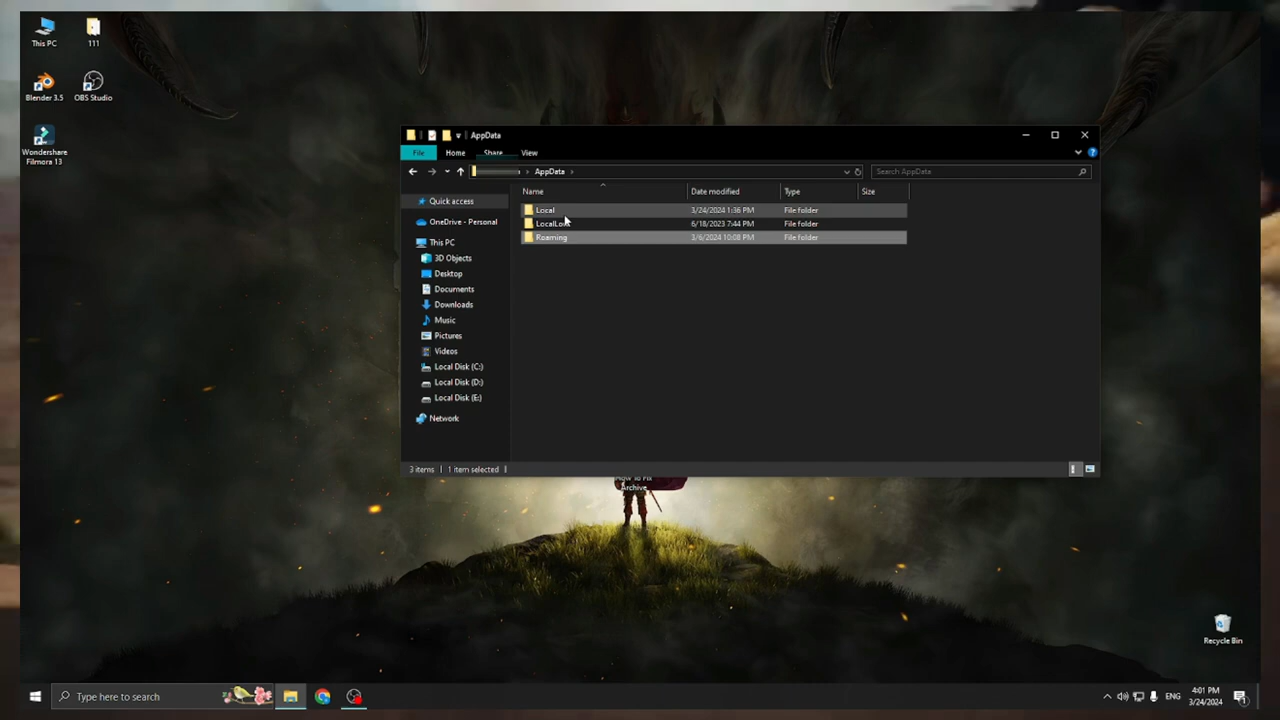 This PC
111
Blender 3.5
OBS Studio
Wondershare
Filmora 13
AppData
File Home Share View
AppData
Search AppData
Name Date modified Type Size
Local 3/24/2024 1:36 PM File folder
LocalLow 6/18/2023 7:44 PM File folder
Roaming 3/6/2024 10:08 PM File folder
Quick access
OneDrive - Personal
This PC
3D Objects
Desktop
Documents
Downloads
Music
Pictures
Videos
Local Disk (C:)
Local Disk (D:)
Local Disk (E:)
Network
3 items 1 item selected
How To Fix
Archive
Recycle Bin
Type here to search
ENG
4:01 PM
3/24/2024